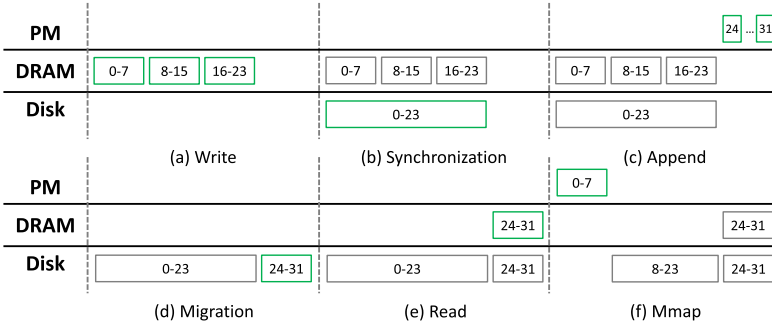 PM 24 ... 31
DRAM 0-7 8-15 16-23 0-7 8-15 16-23 0-7 8-15 16-23
Disk 0-23 0-23
(a) Write (b) Synchronization (c) Append
PM 0-7
DRAM 24-31 24-31
Disk 0-23 24-31 0-23 24-31 8-23 24-31
(d) Migration (e) Read (f) Mmap